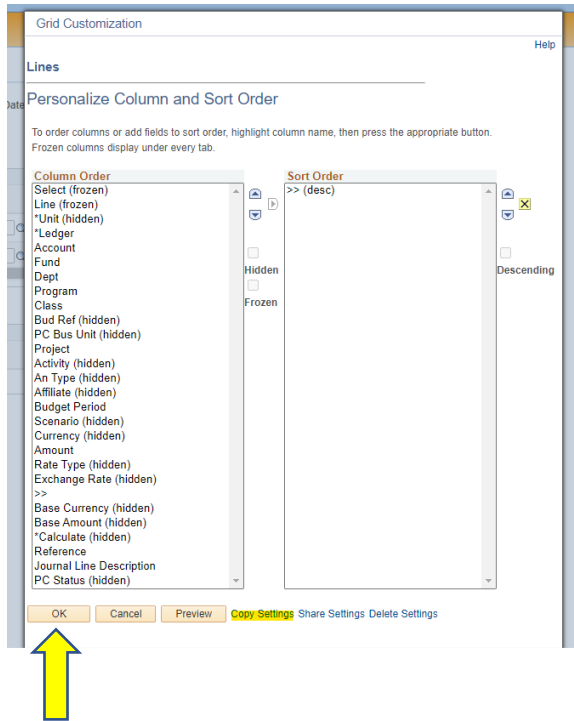 Grid Customization
Help
Lines
Date
Personalize Column and Sort Order
To order columns or add fields to sort order, highlight column name, then press the appropriate button.
Frozen columns display under every tab.
Column Order
Select (frozen)
Line (frozen)
*Unit (hidden)
*Ledger
Account
Fund
Dept
Program
Class
Bud Ref (hidden)
PC Bus Unit (hidden)
Project
Activity (hidden)
An Type (hidden)
Affiliate (hidden)
Budget Period
Scenario (hidden)
Currency (hidden)
Amount
Rate Type (hidden)
Exchange Rate (hidden)
>>
Base Currency (hidden)
Base Amount (hidden)
*Calculate (hidden)
Reference
Journal Line Description
PC Status (hidden)
Hidden
Frozen
Sort Order
>> (desc)
Descending
OK Cancel Preview Copy Settings Share Settings Delete Settings